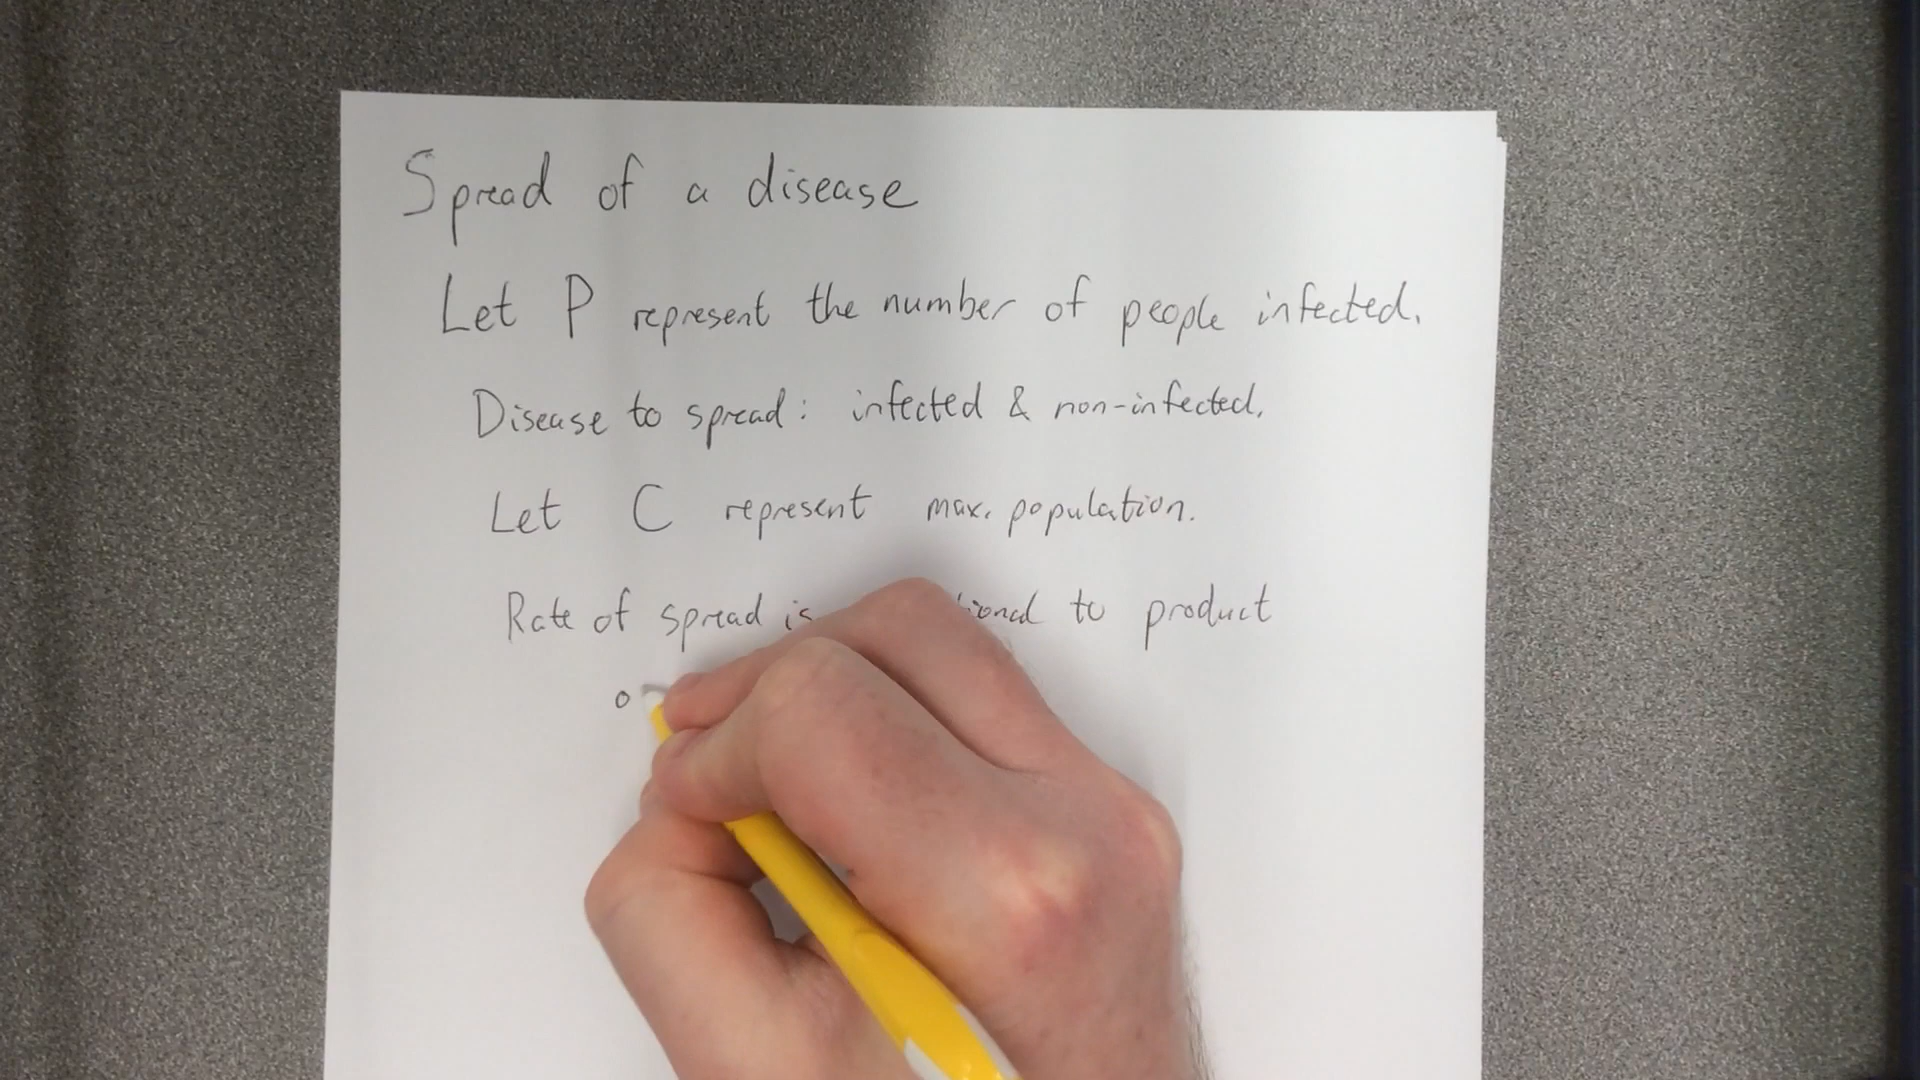 Spread of a disease
Let P represent the number of people infected.
Disease to spread: infected & non-infected.
Let C represent max. population.
Rate of spread is to product